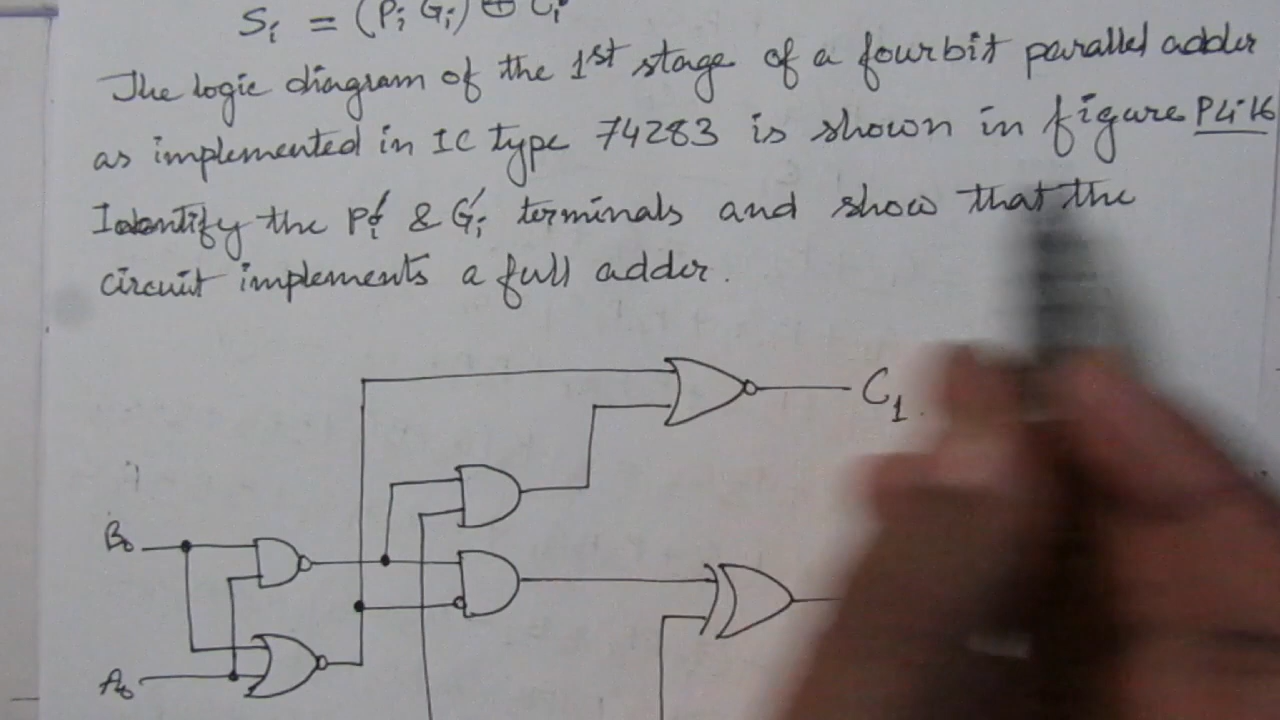 Si = (Pi Gi) ⊕ Ci
The logic diagram of the 1st stage of a fourbit parallel adder
as implemented in IC type 74283 is shown in figure P4.16
Identify the Pi' & Gi' terminals and show that the
circuit implements a full adder.
C1
B0
A0